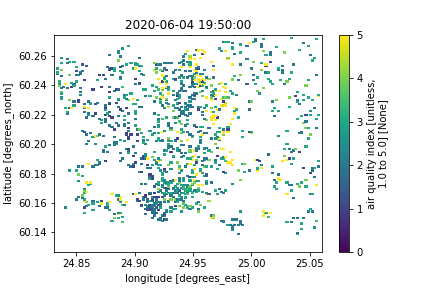 2020-06-04 19:50:00
60.26
60.24
60.22
60.20
60.18
60.16
60.14
latitude [degrees_north]
24.85 24.90 24.95 25.00 25.05
longitude [degrees_east]
5
4
3
2
1
0
air quality index [unitless,
1.0 to 5.0] [None]